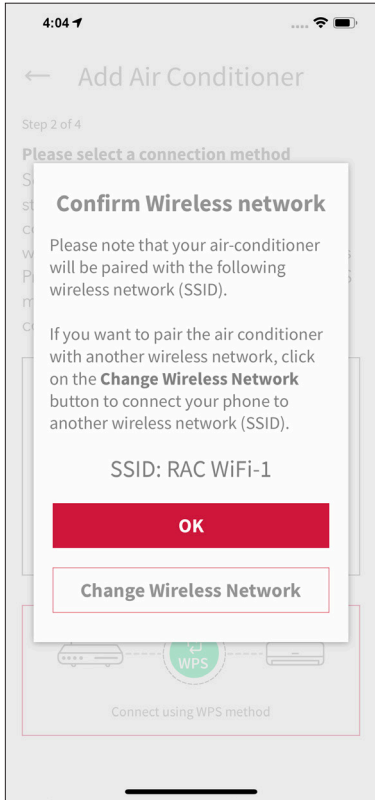 4:04
Add Air Conditioner
Step 2 of 4
Please select a connection method
Confirm Wireless network
Please note that your air-conditioner
will be paired with the following
wireless network (SSID).
If you want to pair the air conditioner
with another wireless network, click
on the Change Wireless Network
button to connect your phone to
another wireless network (SSID).
SSID: RAC WiFi-1
OK
Change Wireless Network
WPS
Connect using WPS method